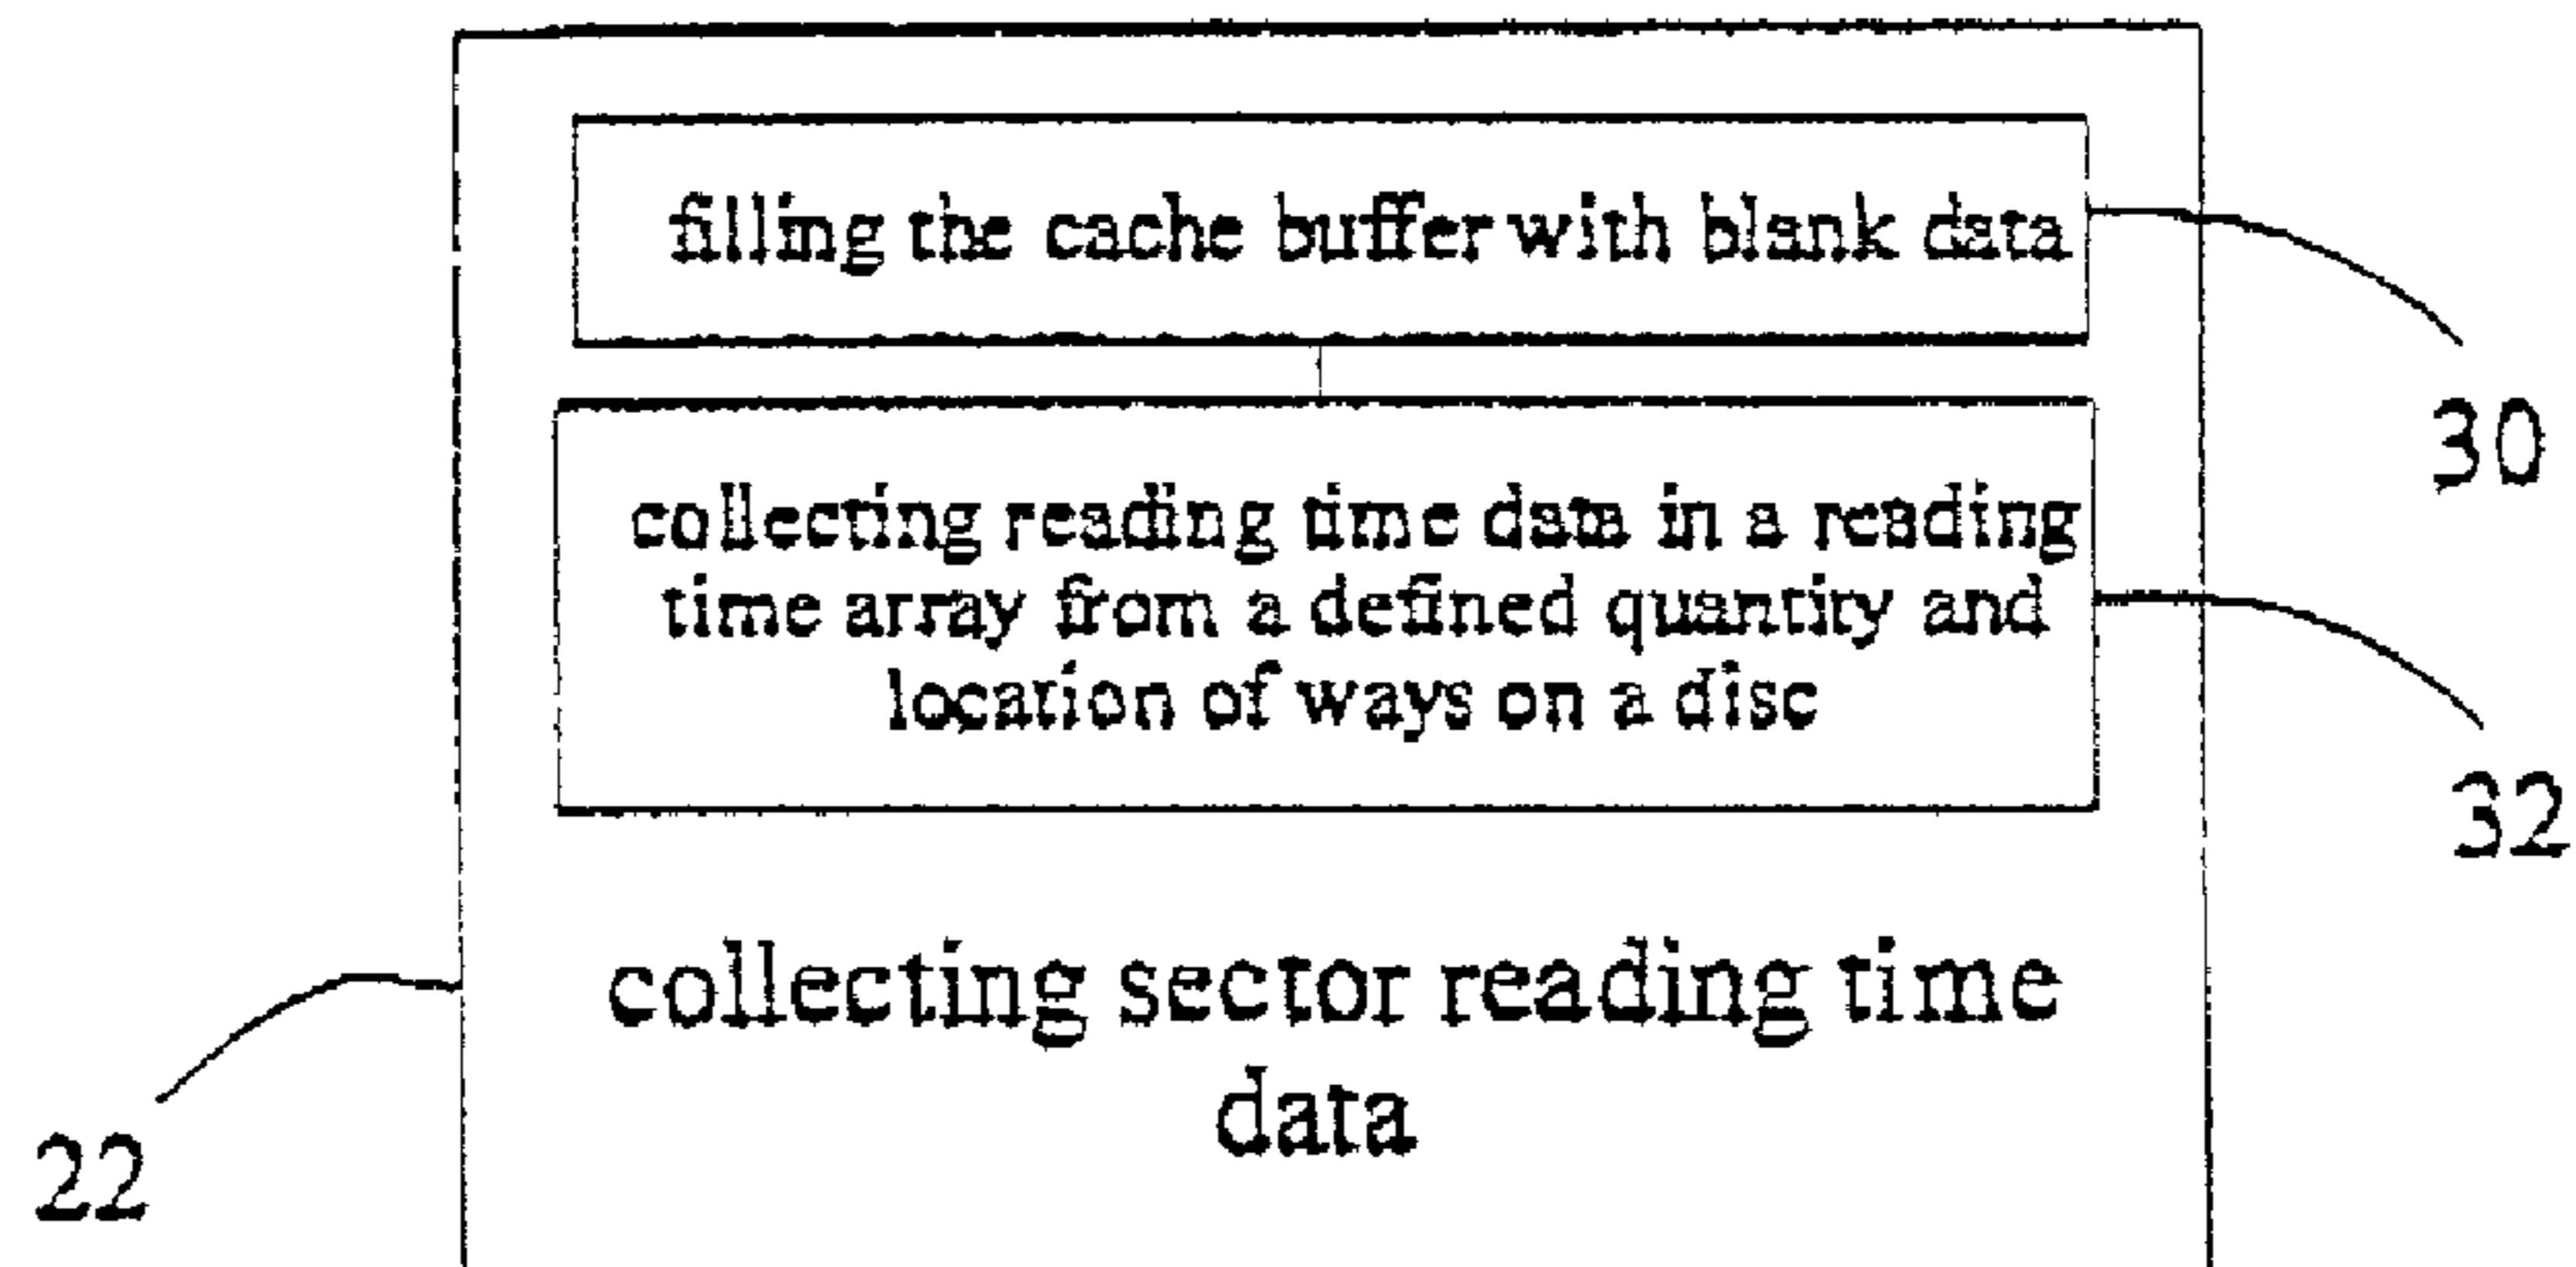 filling the cache buffer with blank data
30
collecting reading time data in a reading
time array from a defined quantity and
location of ways on a disc
32
collecting sector reading time
data
22